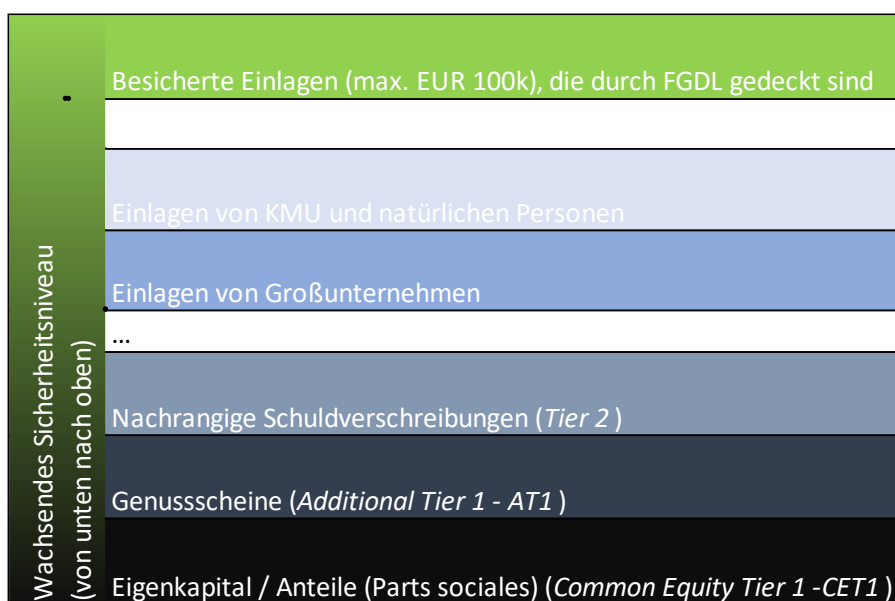 Besicherte Einlagen (max. EUR 100k), die durch FGDL gedeckt sind
Einlagen von KMU und natürlichen Personen
Einlagen von Großunternehmen
...
Nachrangige Schuldverschreibungen (Tier 2 )
Genussscheine (Additional Tier 1 - AT1 )
Eigenkapital / Anteile (Parts sociales) (Common Equity Tier 1 -CET1 )
Wachsendes Sicherheitsniveau
(von unten nach oben)